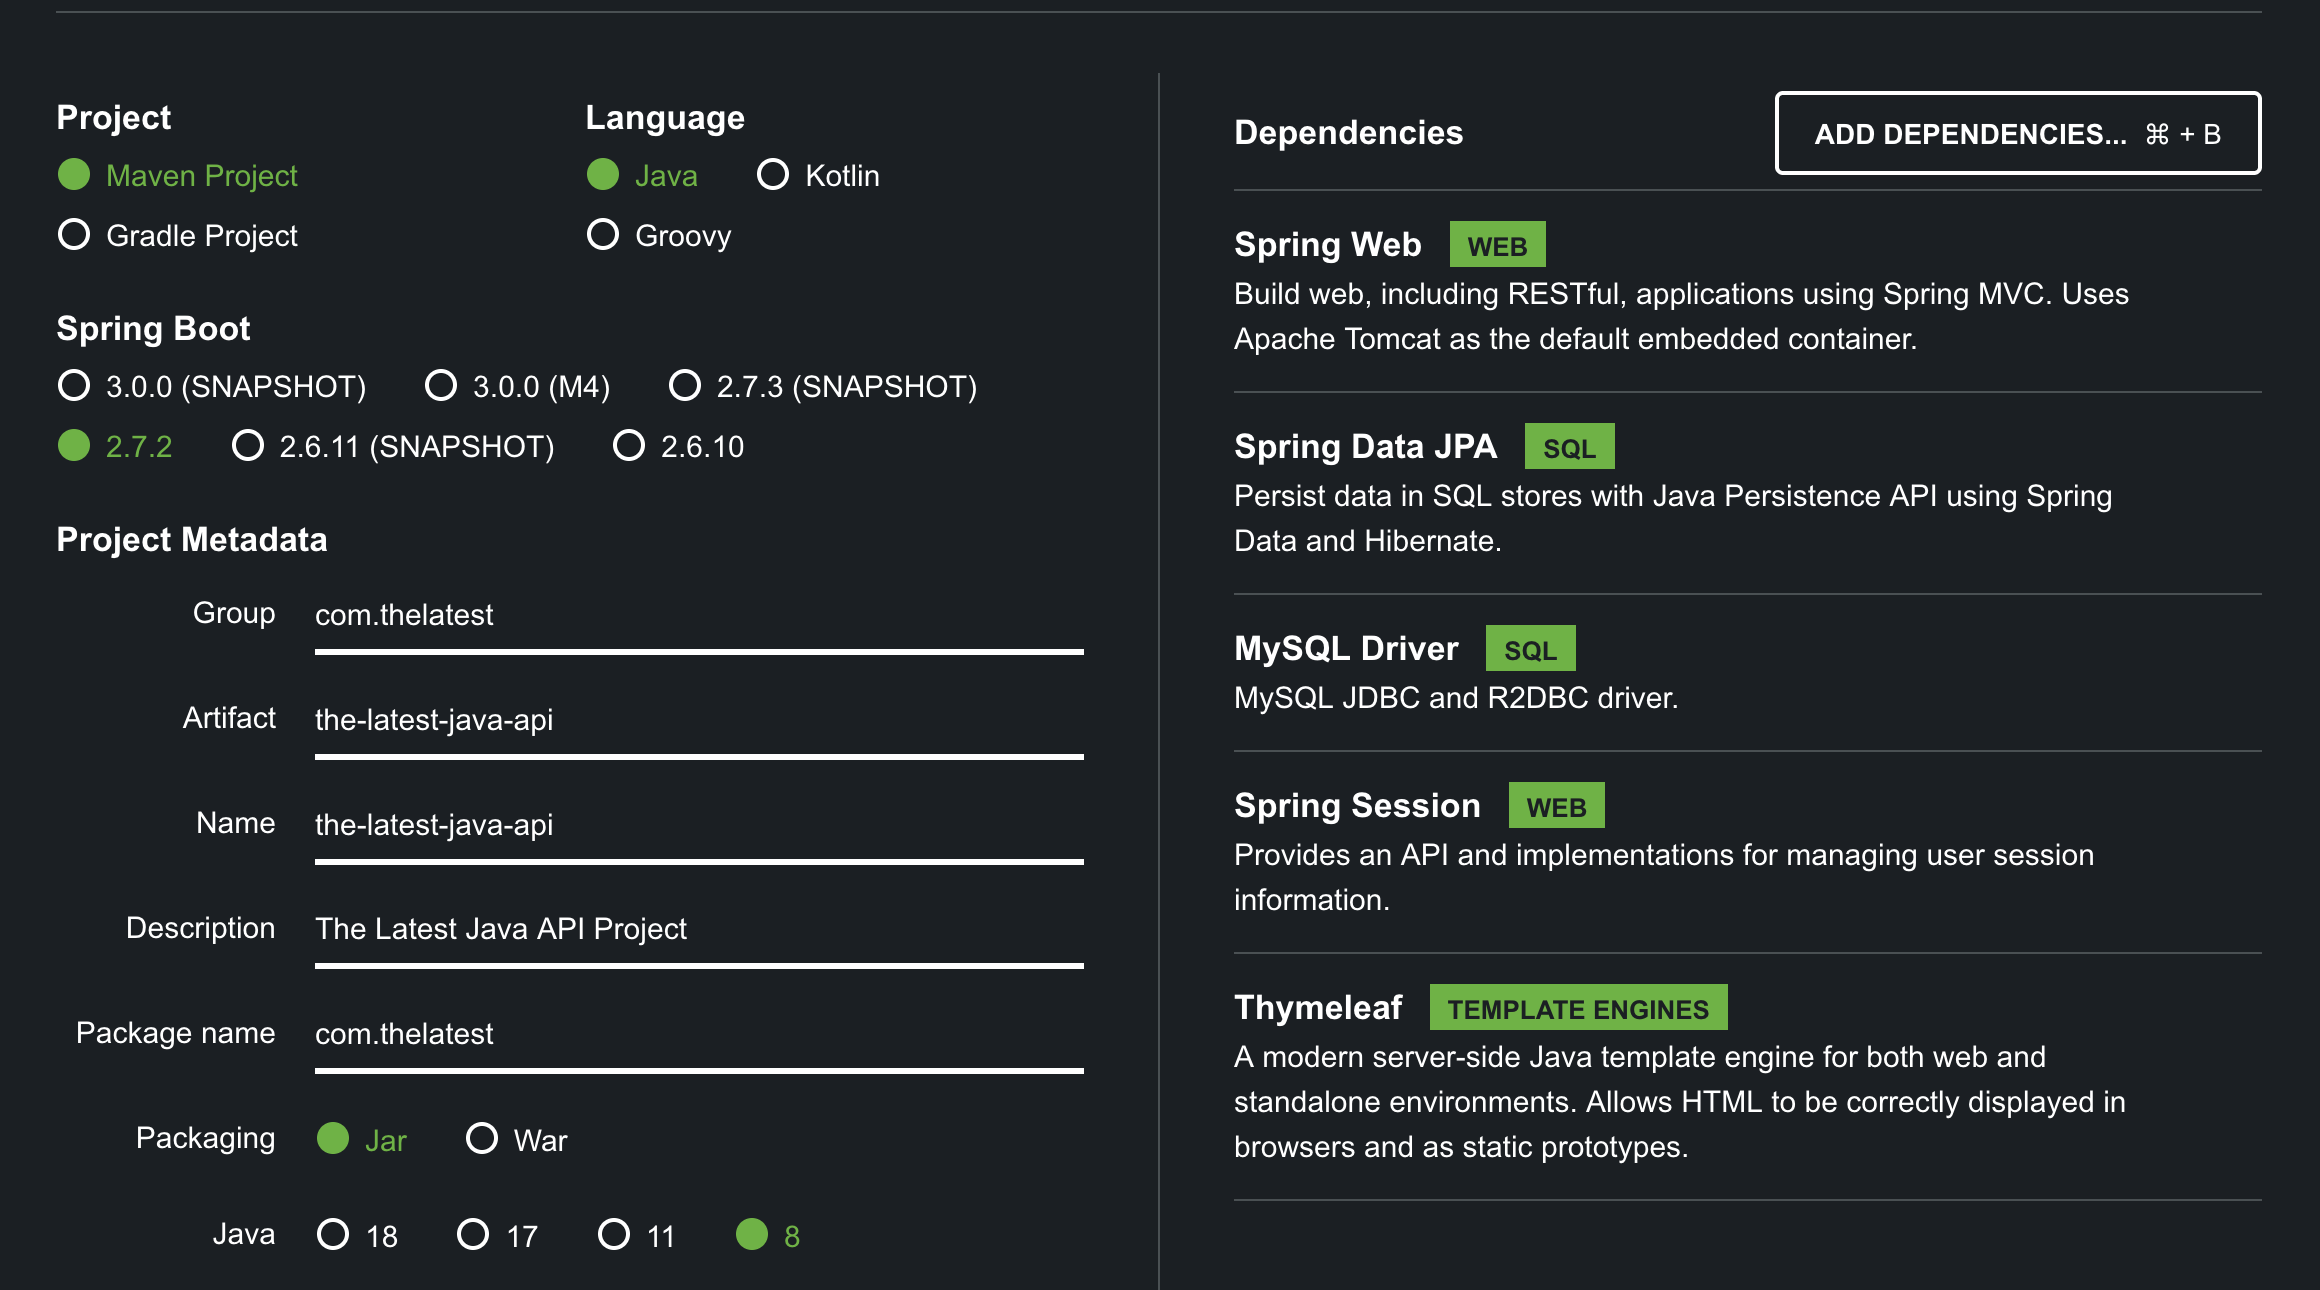 Project
Maven Project
Gradle Project
Language
Java Kotlin
Groovy
Spring Boot
3.0.0 (SNAPSHOT) 3.0.0 (M4) 2.7.3 (SNAPSHOT)
2.7.2 2.6.11 (SNAPSHOT) 2.6.10
Project Metadata
Group com.thelatest
Artifact the-latest-java-api
Name the-latest-java-api
Description The Latest Java API Project
Package name com.thelatest
Packaging Jar War
Java 18 17 11 8
Dependencies
ADD DEPENDENCIES... ⌘ + B
Spring Web WEB
Build web, including RESTful, applications using Spring MVC. Uses
Apache Tomcat as the default embedded container.
Spring Data JPA SQL
Persist data in SQL stores with Java Persistence API using Spring
Data and Hibernate.
MySQL Driver SQL
MySQL JDBC and R2DBC driver.
Spring Session WEB
Provides an API and implementations for managing user session
information.
Thymeleaf TEMPLATE ENGINES
A modern server-side Java template engine for both web and
standalone environments. Allows HTML to be correctly displayed in
browsers and as static prototypes.